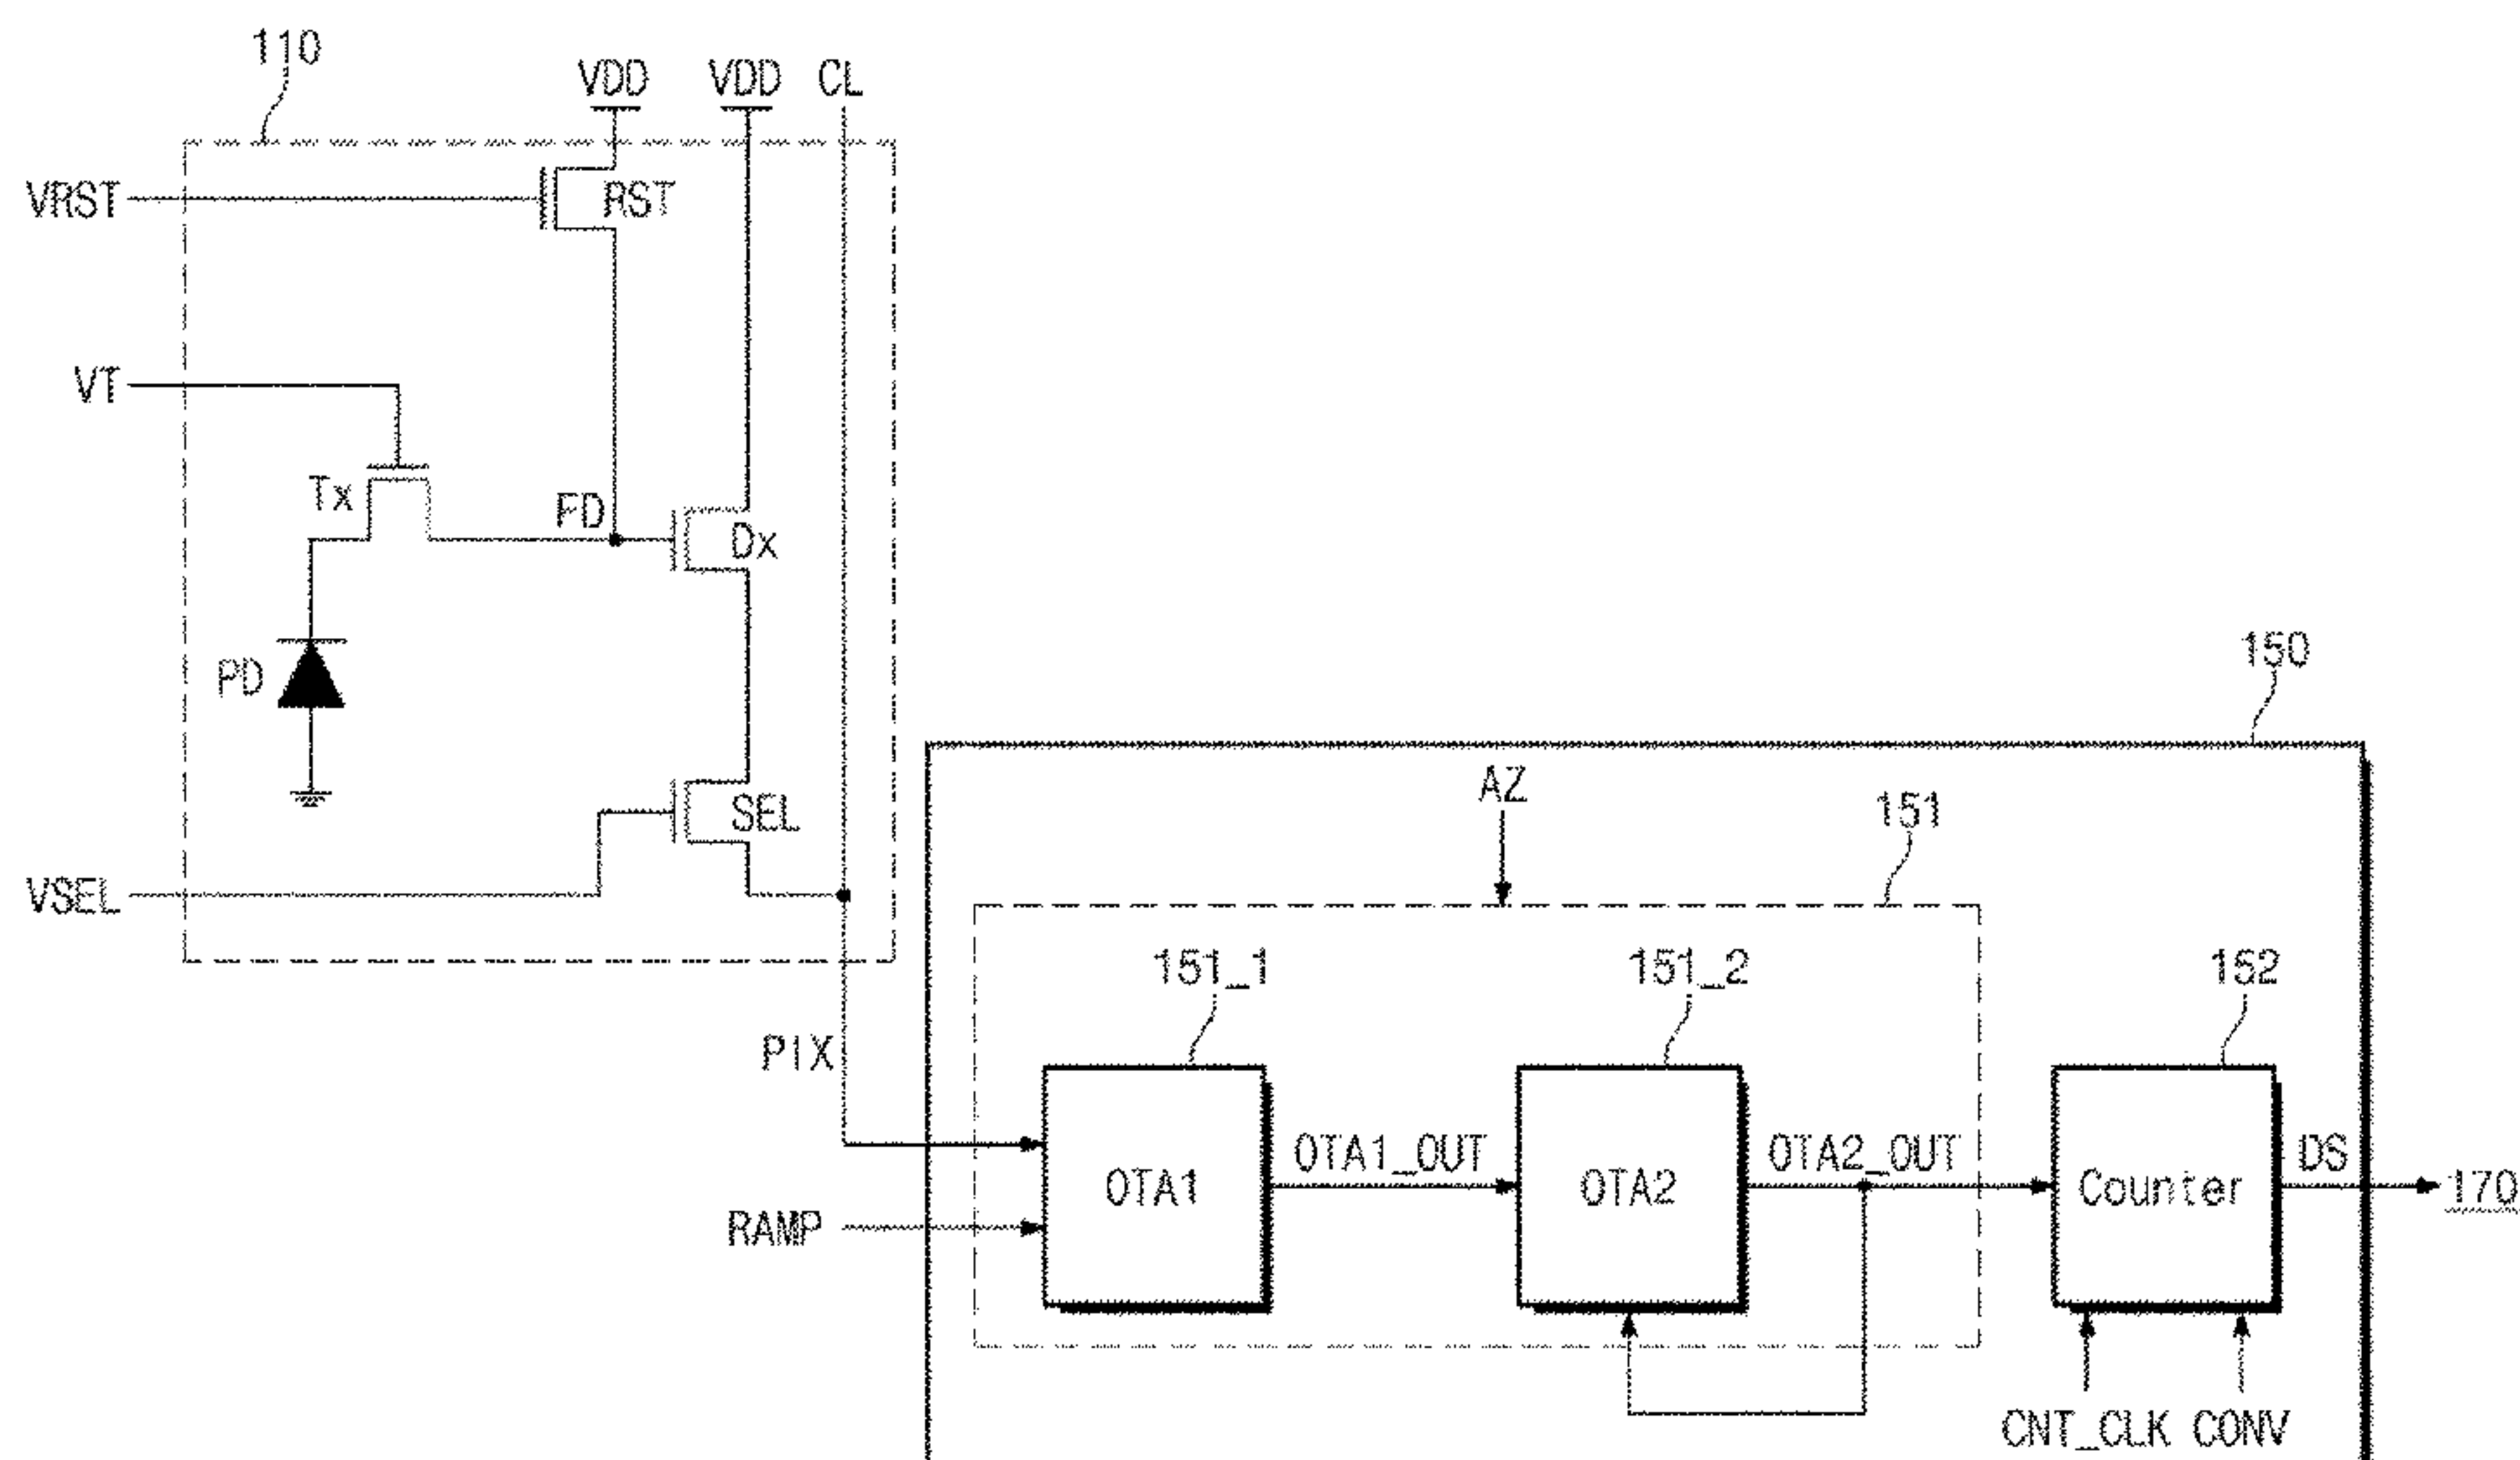 110
VDD VDD CL
VRST
RST
VT
Tx
FD
Dx
PD
SEL
VSEL
150
AZ
151
151_1
151_2
152
PIX
OTA1_OUT
OTA2_OUT
DS
OTA1
OTA2
Counter
170
RAMP
CNT_CLK CONV